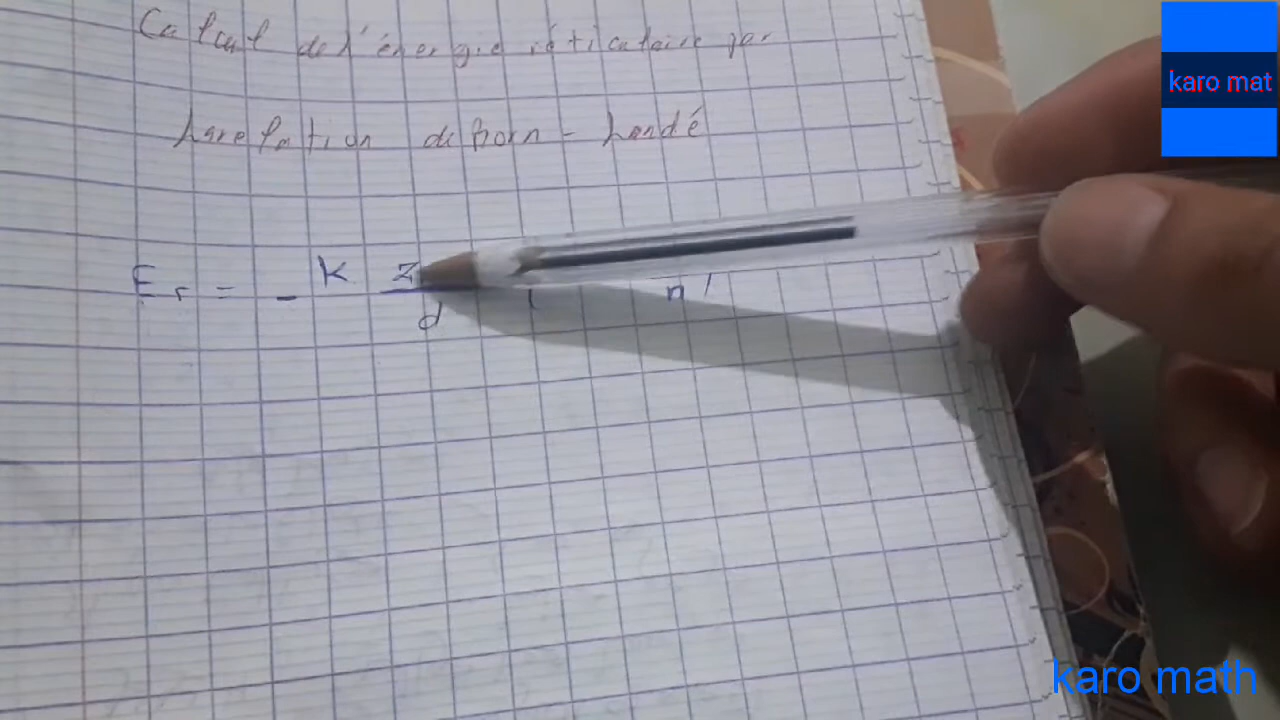 karo mat
Calcul de l'énergie réticulaire par
la relation de born - landé
Er = - K Z
d n'
karo math